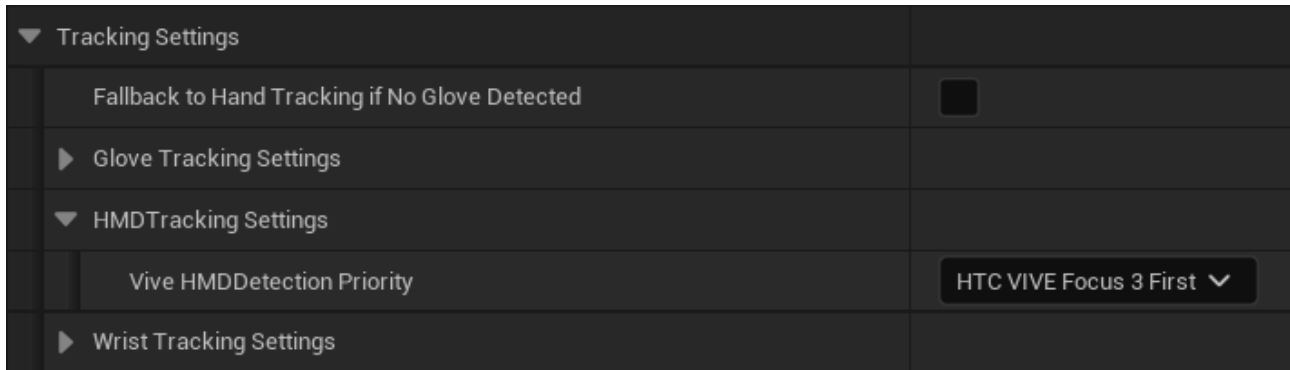 Tracking Settings
Fallback to Hand Tracking if No Glove Detected
Glove Tracking Settings
HMDTracking Settings
Vive HMDDetection Priority HTC VIVE Focus 3 First
Wrist Tracking Settings